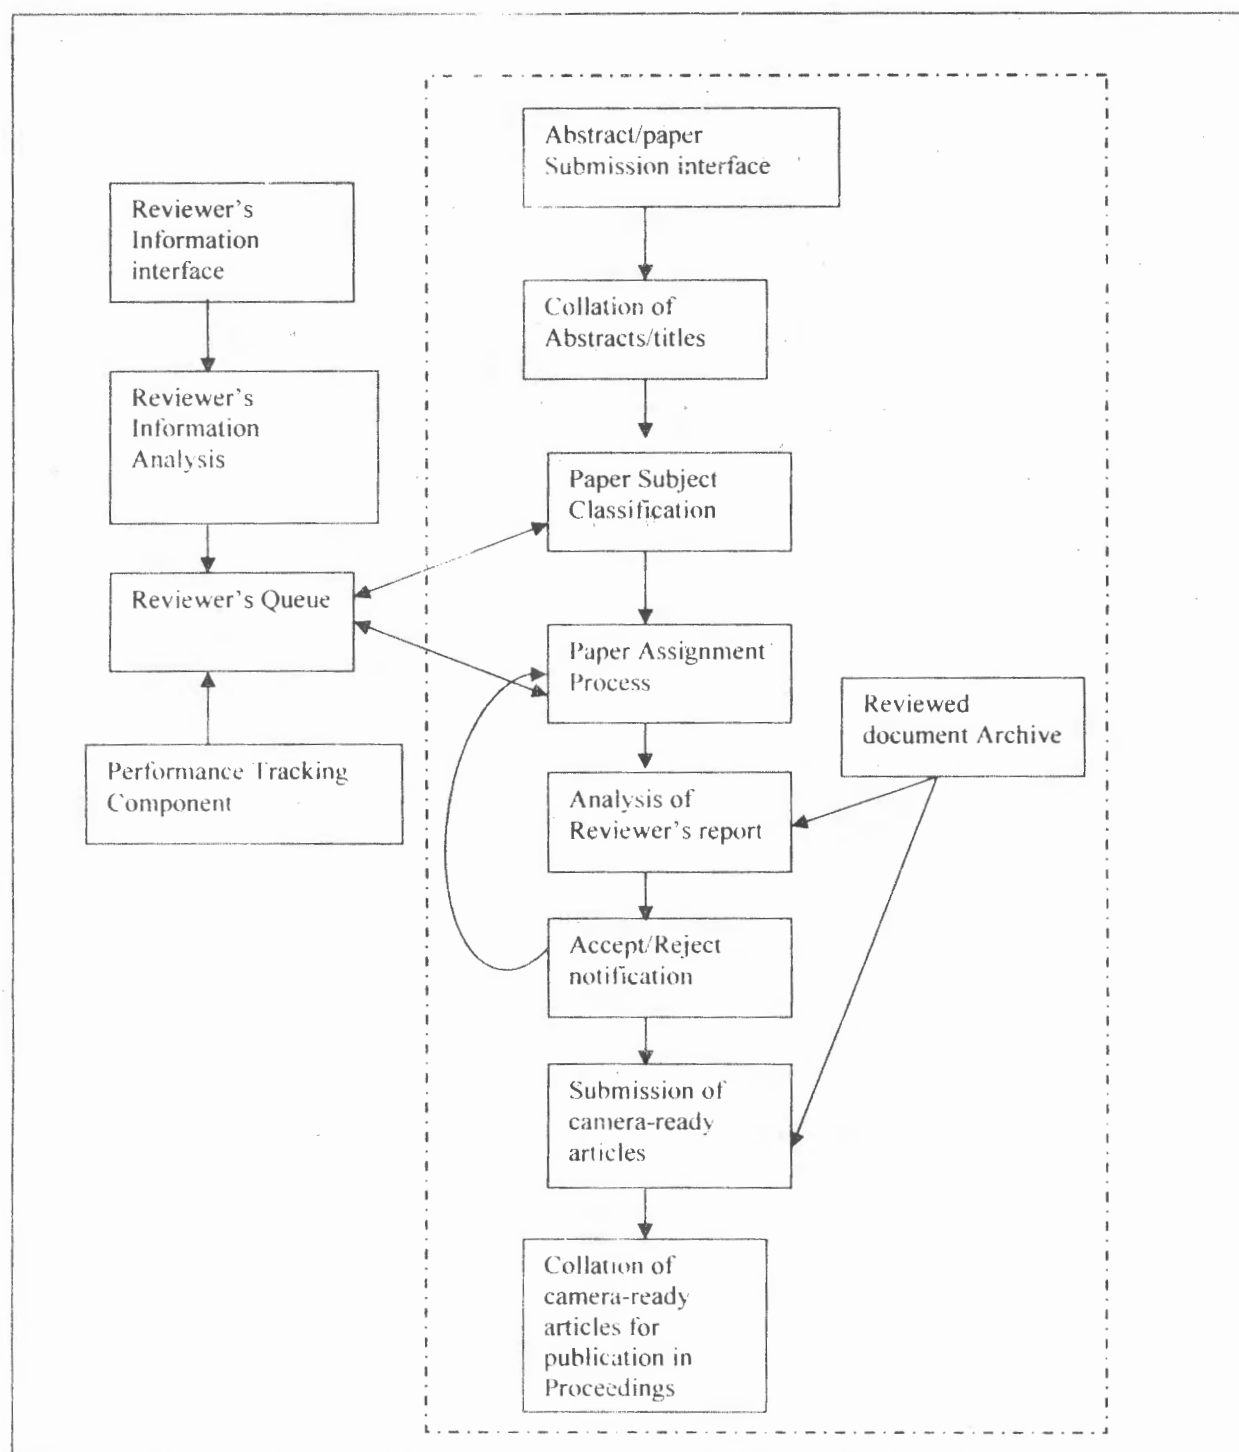 Abstract/paper
Submission interface
Reviewer's
Information
interface
Collation of
Abstracts/titles
Reviewer's
Information
Analysis
Paper Subject
Classification
Reviewer's Queue
Paper Assignment
Process
Reviewed
document Archive
Performance Tracking
Component
Analysis of
Reviewer's report
Accept/Reject
notification
Submission of
camera-ready
articles
Collation of
camera-ready
articles for
publication in
Proceedings